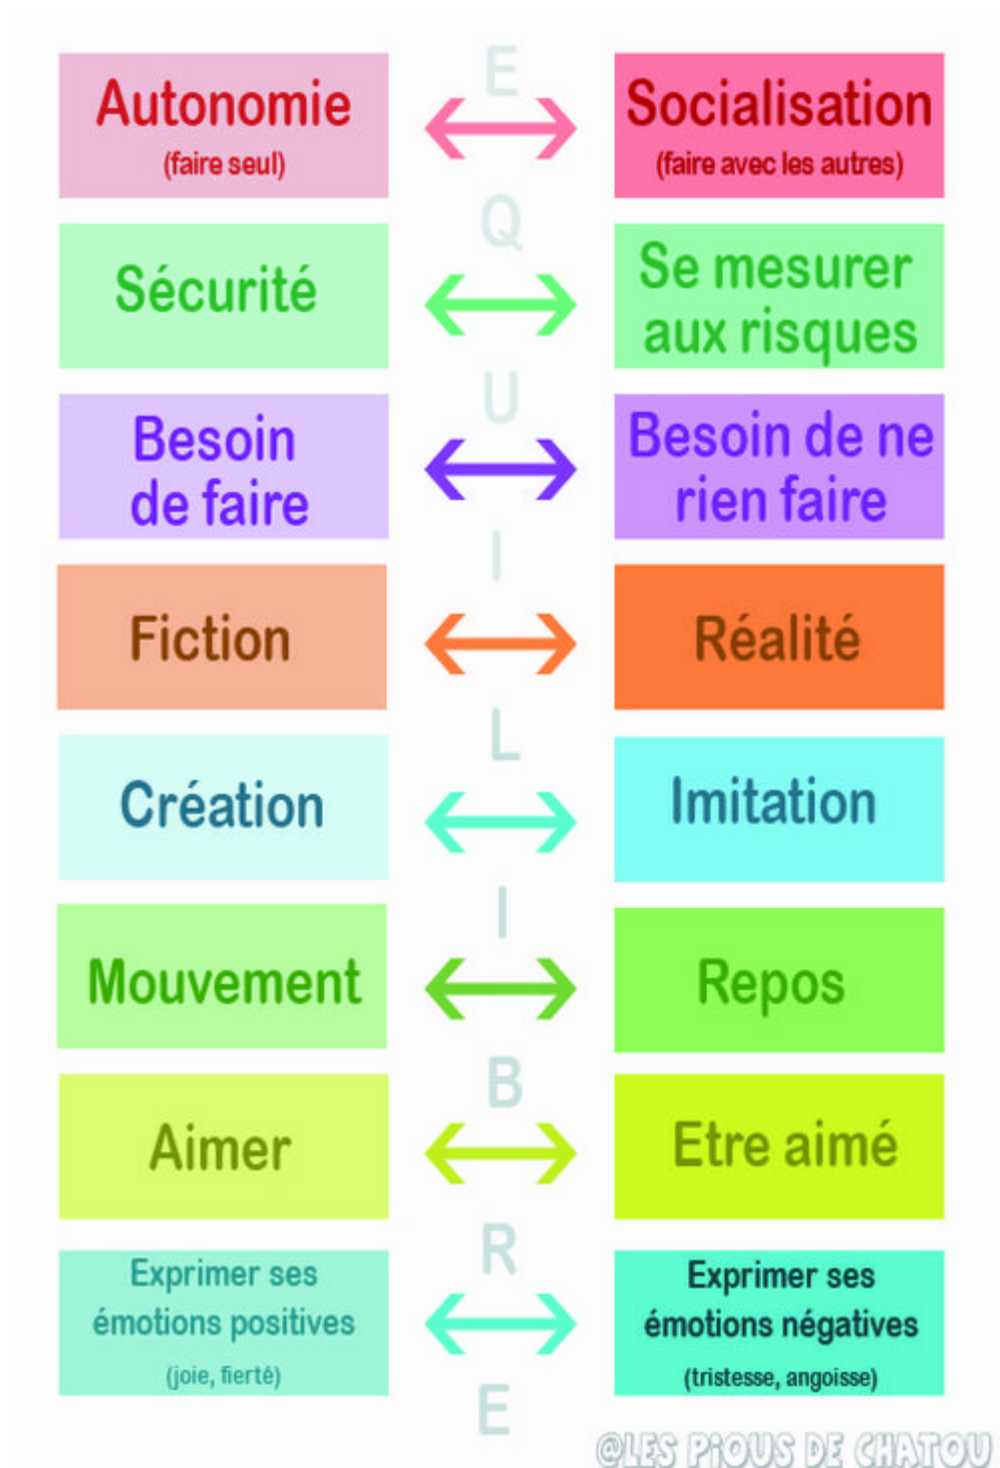 E
Autonomie
(faire seul)
Socialisation
(faire avec les autres)
Q
Sécurité
Se mesurer
aux risques
U
Besoin
de faire
Besoin de ne
rien faire
I
Fiction
Réalité
L
Création
Imitation
I
Mouvement
Repos
B
Aimer
Etre aimé
R
Exprimer ses
émotions positives
(joie, fierté)
Exprimer ses
émotions négatives
(tristesse, angoisse)
E
@LES PiOUS DE CHATOU